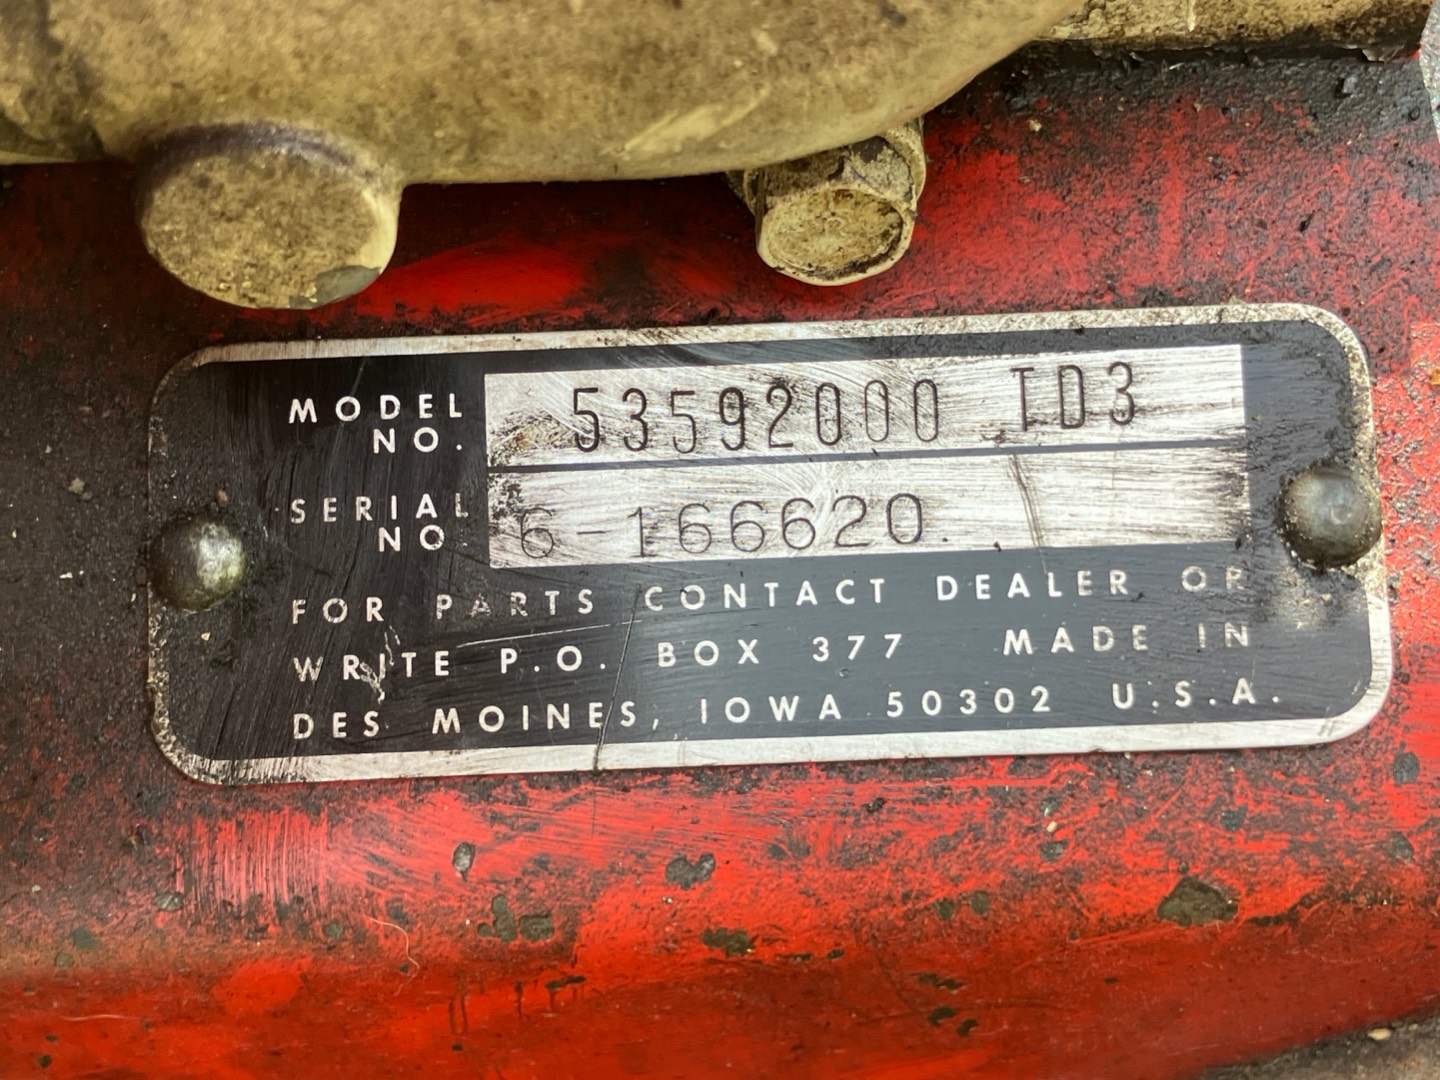 MODEL NO. 53592000 TD3
SERIAL NO. 6-166620
FOR PARTS CONTACT DEALER OR
WRITE P.O. BOX 377 MADE IN
DES MOINES, IOWA 50302 U.S.A.